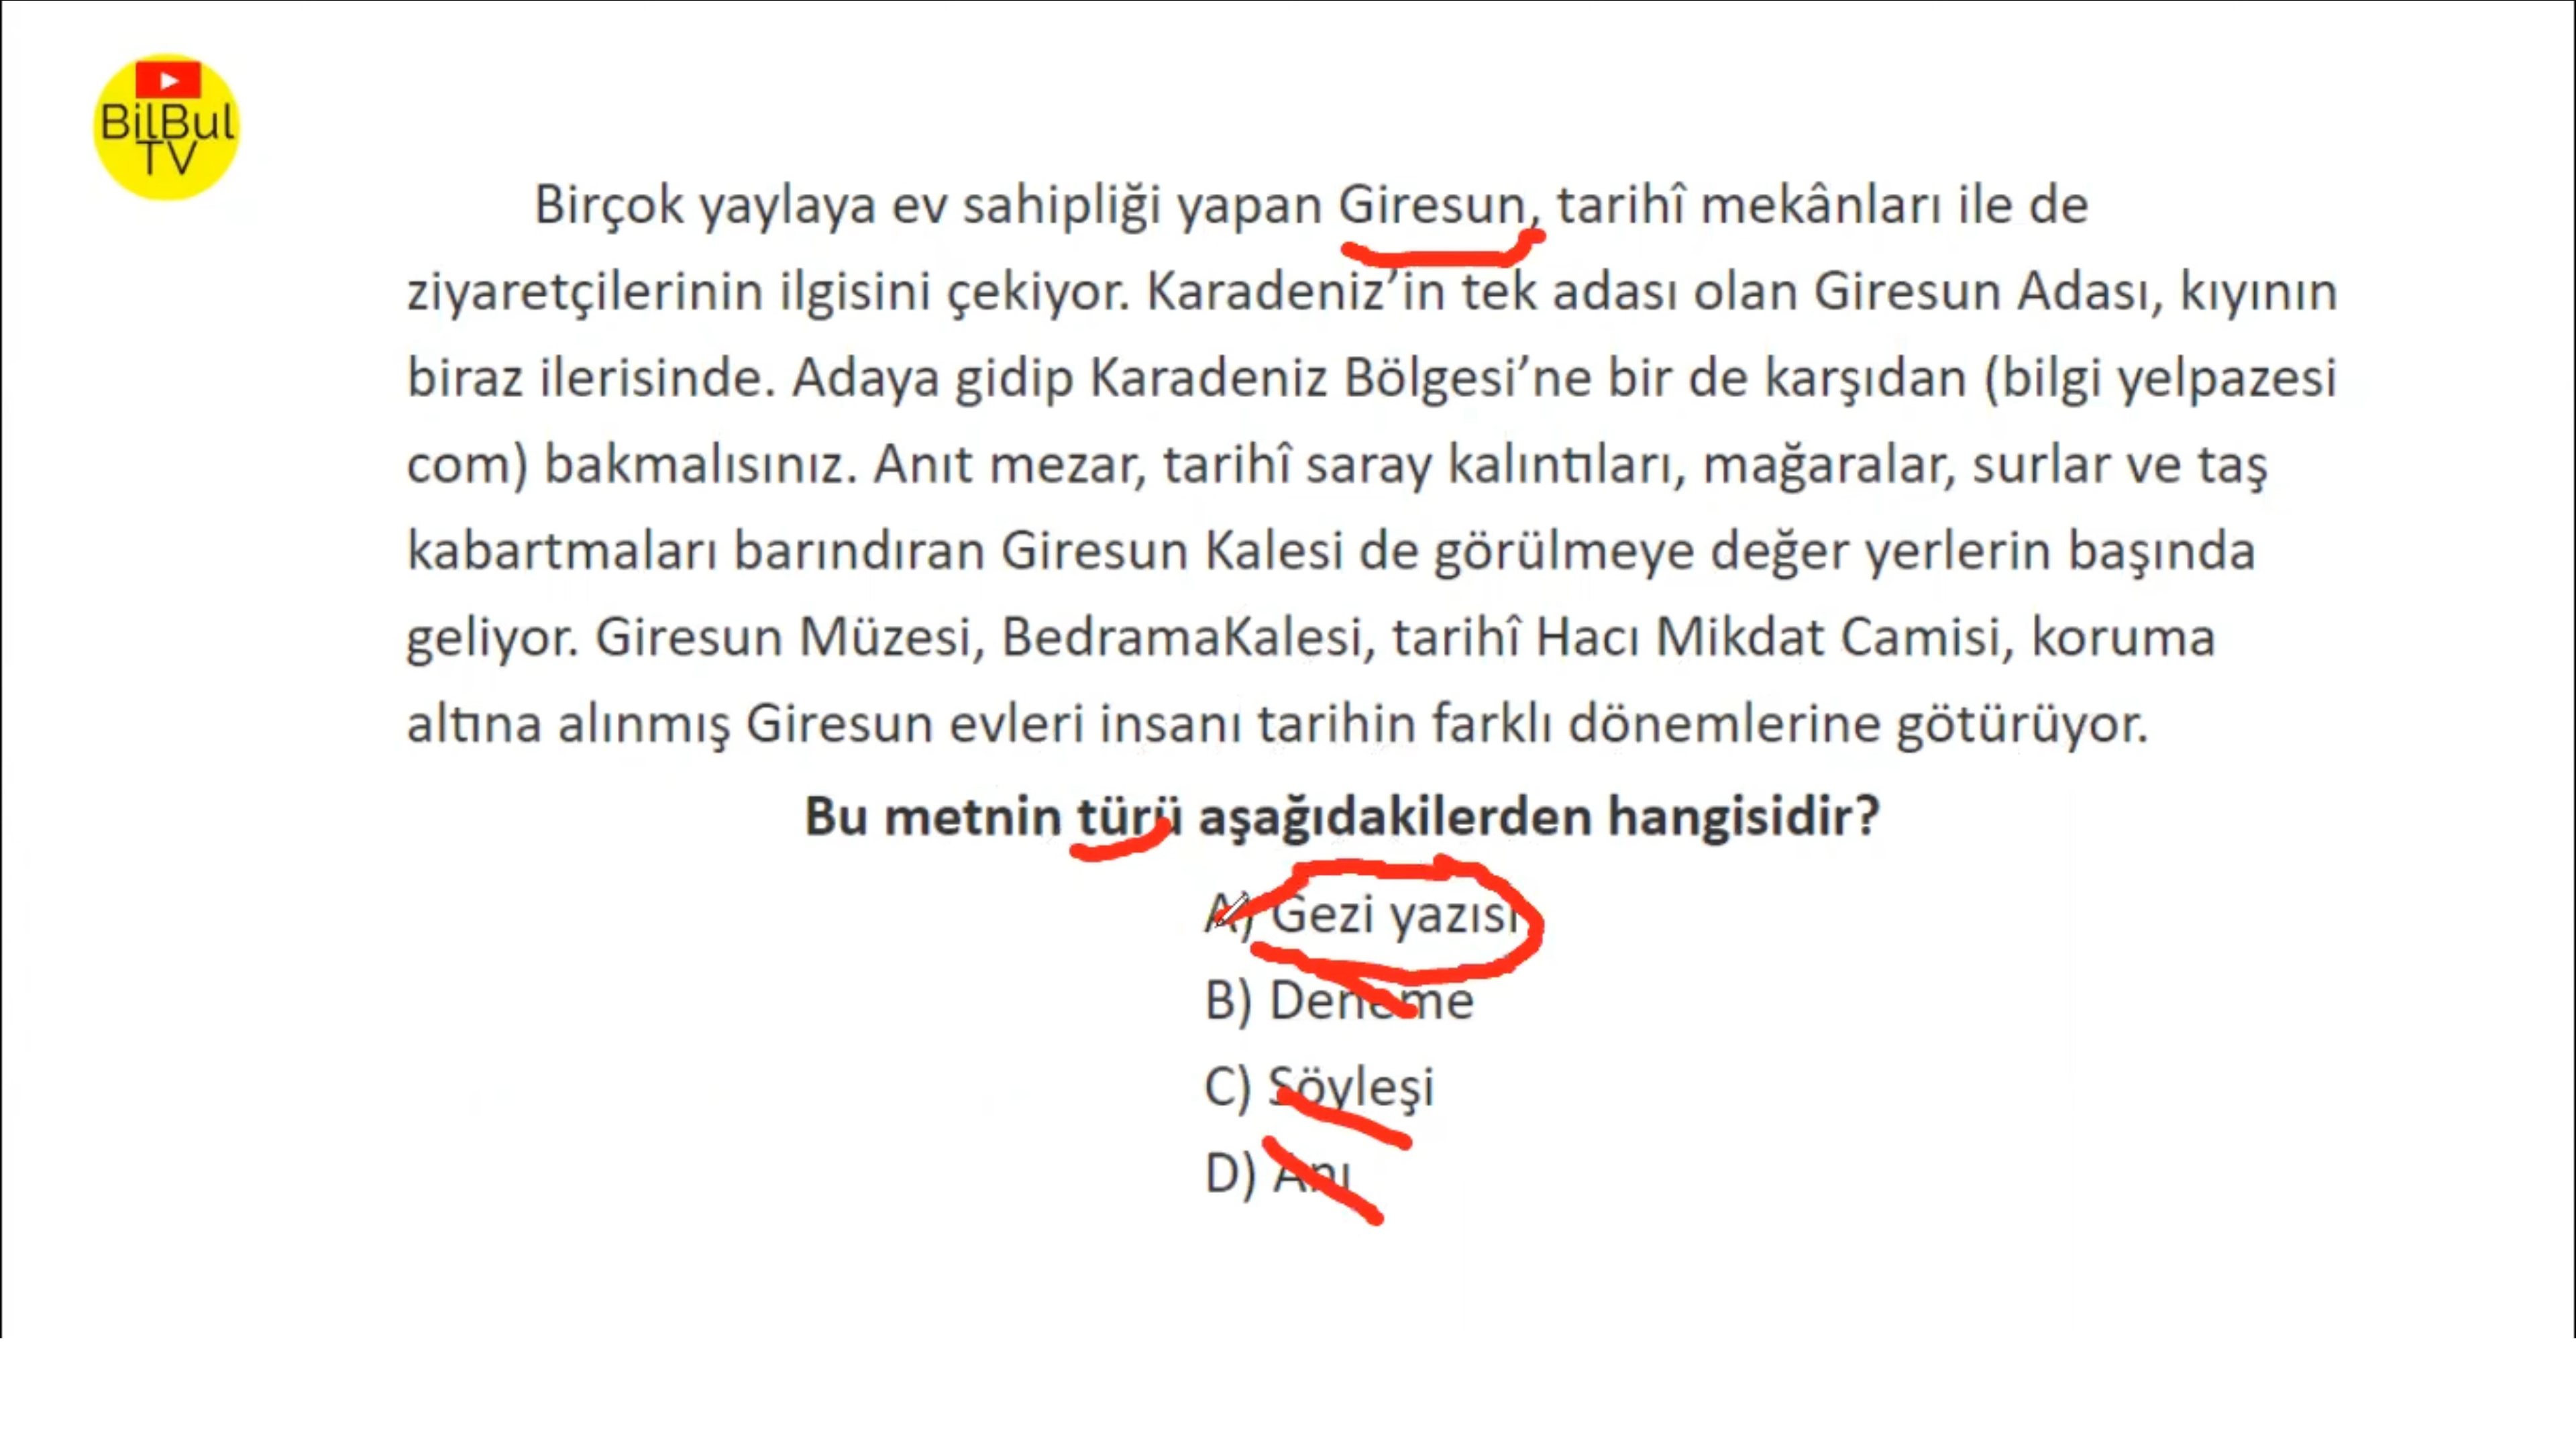 BilBul
TV
Birçok yaylaya ev sahipliği yapan Giresun, tarihî mekânları ile de
ziyaretçilerinin ilgisini çekiyor. Karadeniz’in tek adası olan Giresun Adası, kıyının
biraz ilerisinde. Adaya gidip Karadeniz Bölgesi’ne bir de karşıdan (bilgi yelpazesi
com) bakmalısınız. Anıt mezar, tarihî saray kalıntıları, mağaralar, surlar ve taş
kabartmaları barındıran Giresun Kalesi de görülmeye değer yerlerin başında
geliyor. Giresun Müzesi, BedramaKalesi, tarihî Hacı Mikdat Camisi, koruma
altına alınmış Giresun evleri insanı tarihin farklı dönemlerine götürüyor.
Bu metnin türü aşağıdakilerden hangisidir?
A) Gezi yazısı
B) Deneme
C) Söyleşi
D) Anı